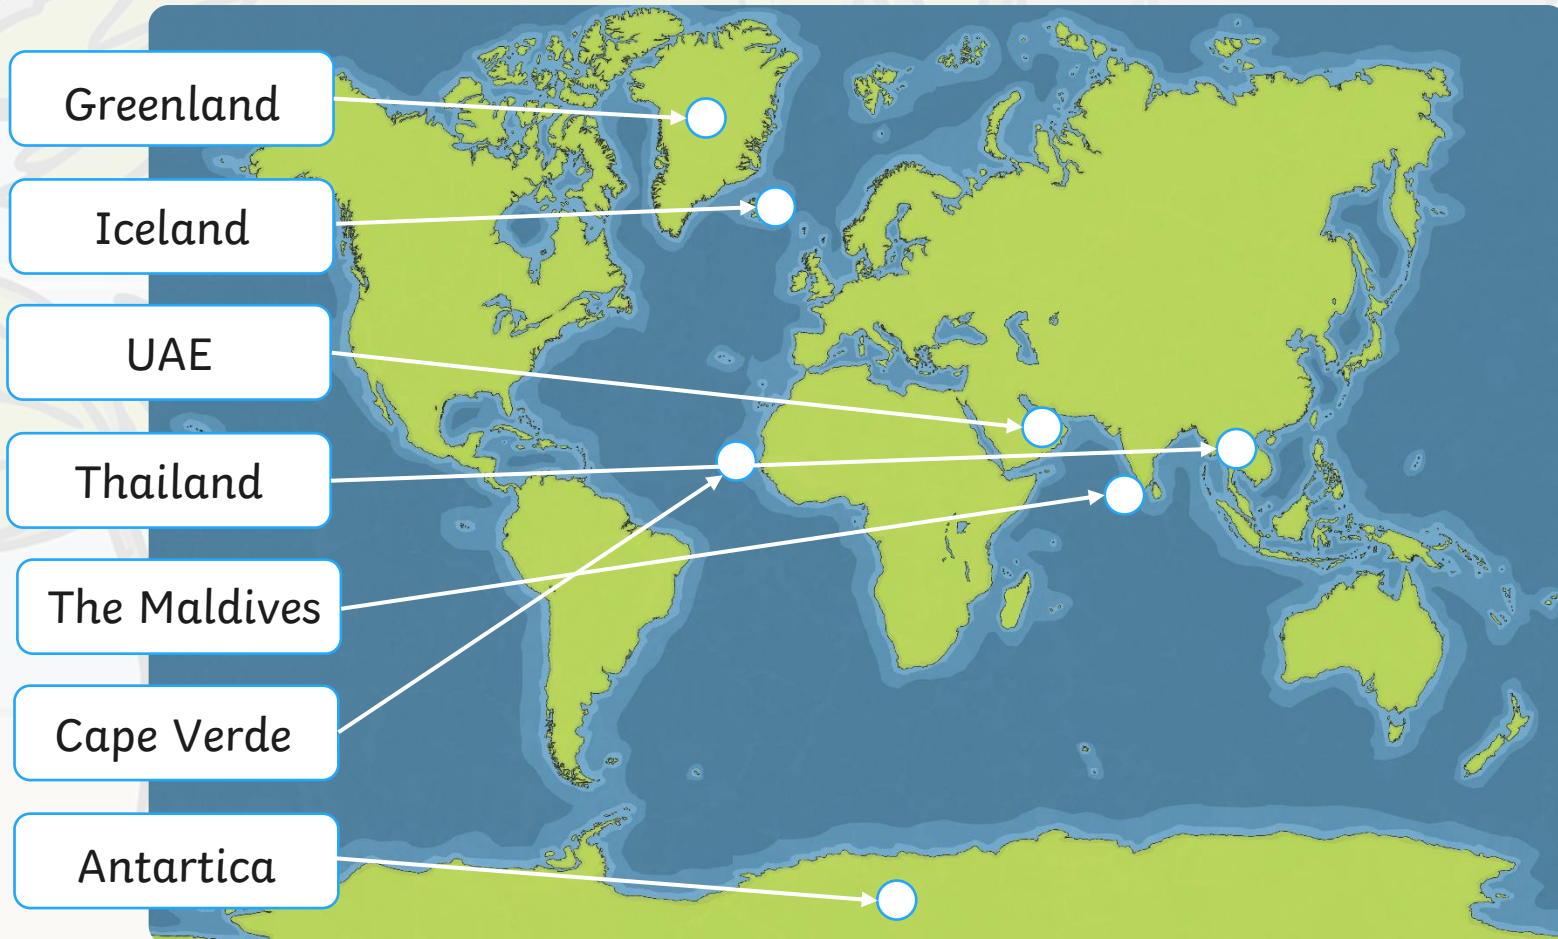 Greenland
Iceland
UAE
Thailand
The Maldives
Cape Verde
Antartica